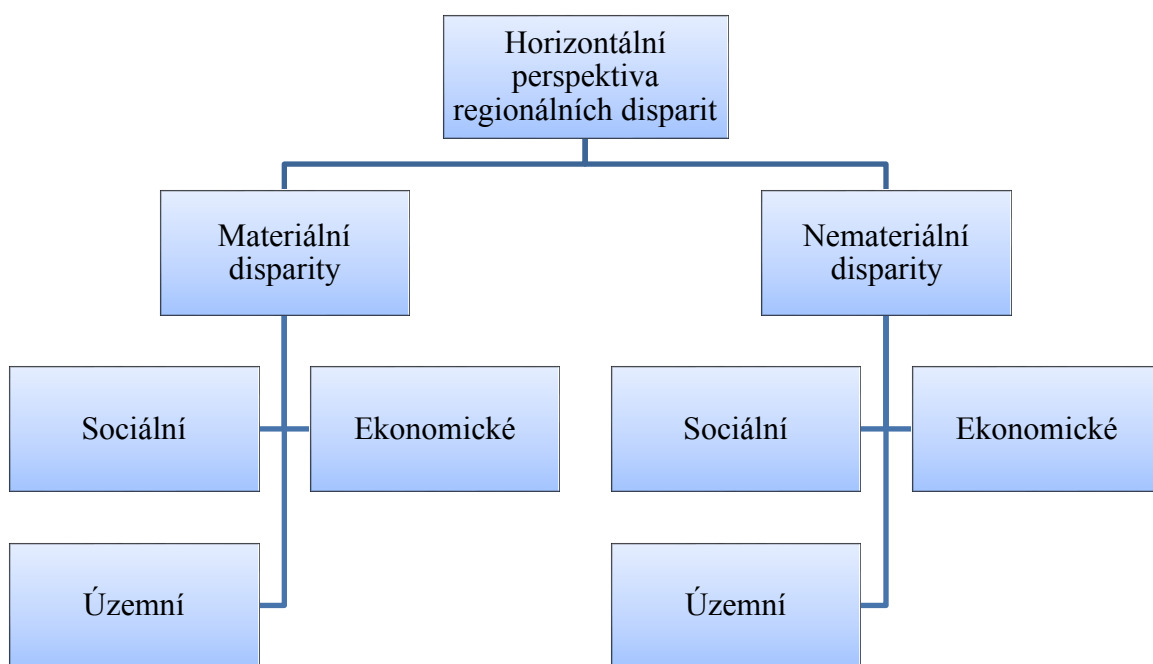 Horizontální
perspektiva
regionálních disparit
Materiální
disparity
Nemateriální
disparity
Sociální
Ekonomické
Sociální
Ekonomické
Územní
Územní